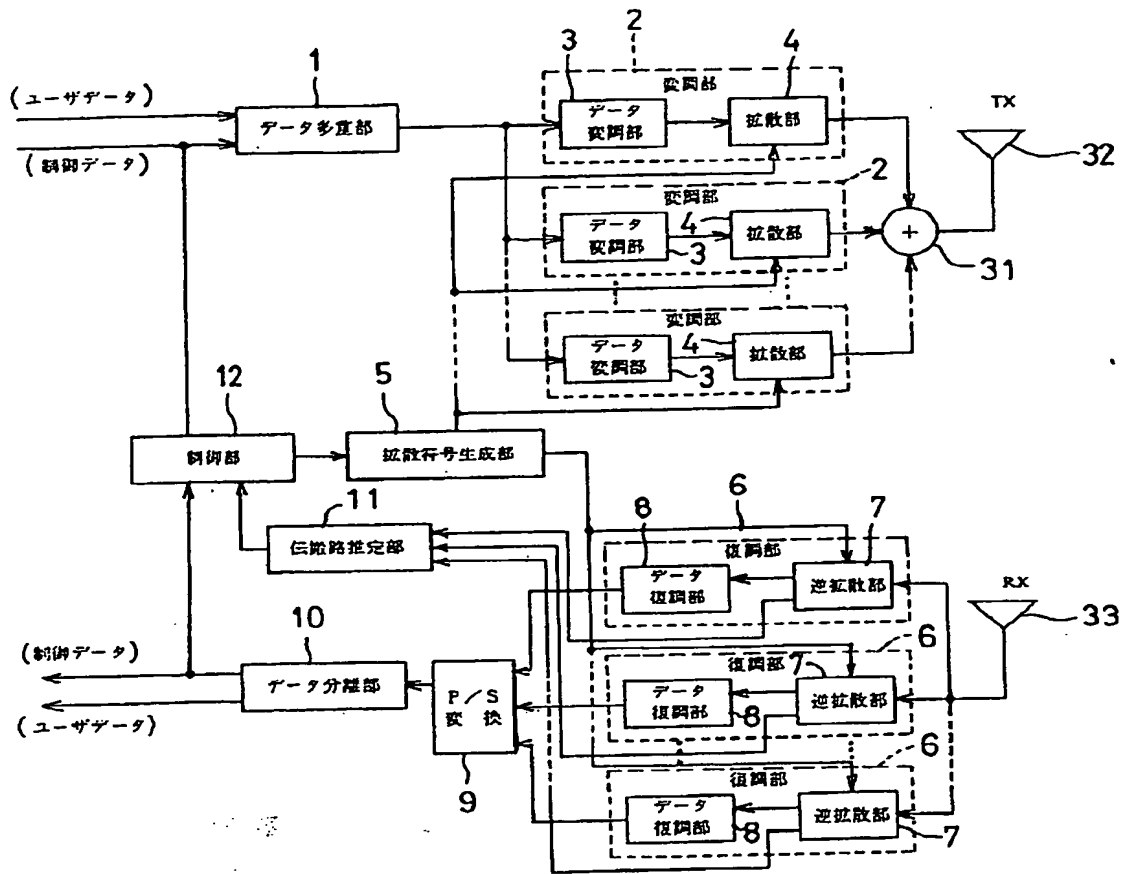 2
1
3
4
(ユーザデータ)
変調部
データ多重部
データ
変調部
拡散部
TX
(制御データ)
32
2
変調部
データ
変調部
3
4
拡散部
+
31
変調部
データ
変調部
3
4
拡散部
12
5
制御部
拡散符号生成部
11
8
6
7
伝搬路推定部
復調部
データ
復調部
逆拡散部
RX
33
10
6
(制御データ)
データ分離部
P/S
変換
復調部
データ
復調部
8
7
逆拡散部
(ユーザデータ)
9
6
復調部
データ
復調部
8
逆拡散部
7